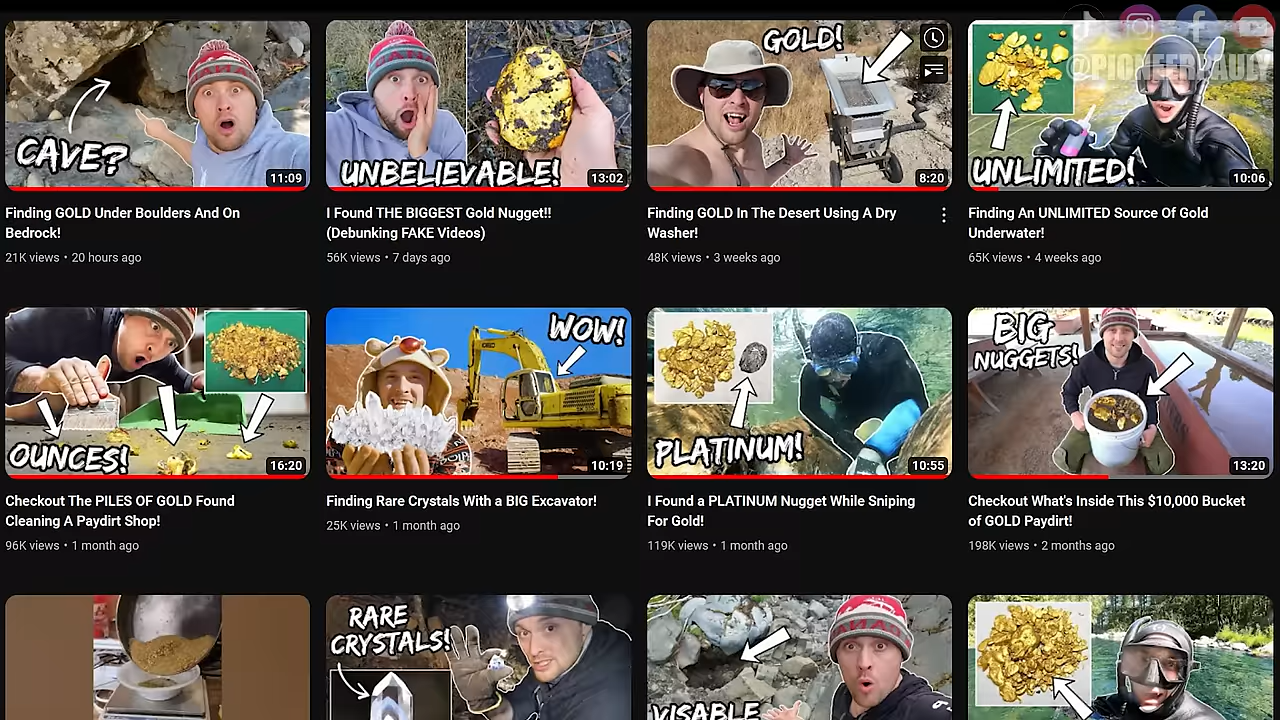 @PIONEERPAULY
CAVE?
11:09
UNBELIEVABLE!
13:02
GOLD!
8:20
UNLIMITED!
10:06
Finding GOLD Under Boulders And On
Bedrock!
21K views • 20 hours ago
I Found THE BIGGEST Gold Nugget!!
(Debunking FAKE Videos)
56K views • 7 days ago
Finding GOLD In The Desert Using A Dry
Washer!
48K views • 3 weeks ago
Finding An UNLIMITED Source Of Gold
Underwater!
65K views • 4 weeks ago
OUNCES!
16:20
WOW!
10:19
PLATINUM!
10:55
BIG
NUGGETS!
13:20
Checkout The PILES OF GOLD Found
Cleaning A Paydirt Shop!
96K views • 1 month ago
Finding Rare Crystals With a BIG Excavator!
25K views • 1 month ago
I Found a PLATINUM Nugget While Sniping
For Gold!
119K views • 1 month ago
Checkout What's Inside This $10,000 Bucket
of GOLD Paydirt!
198K views • 2 months ago
RARE
CRYSTALS!
VISABLE